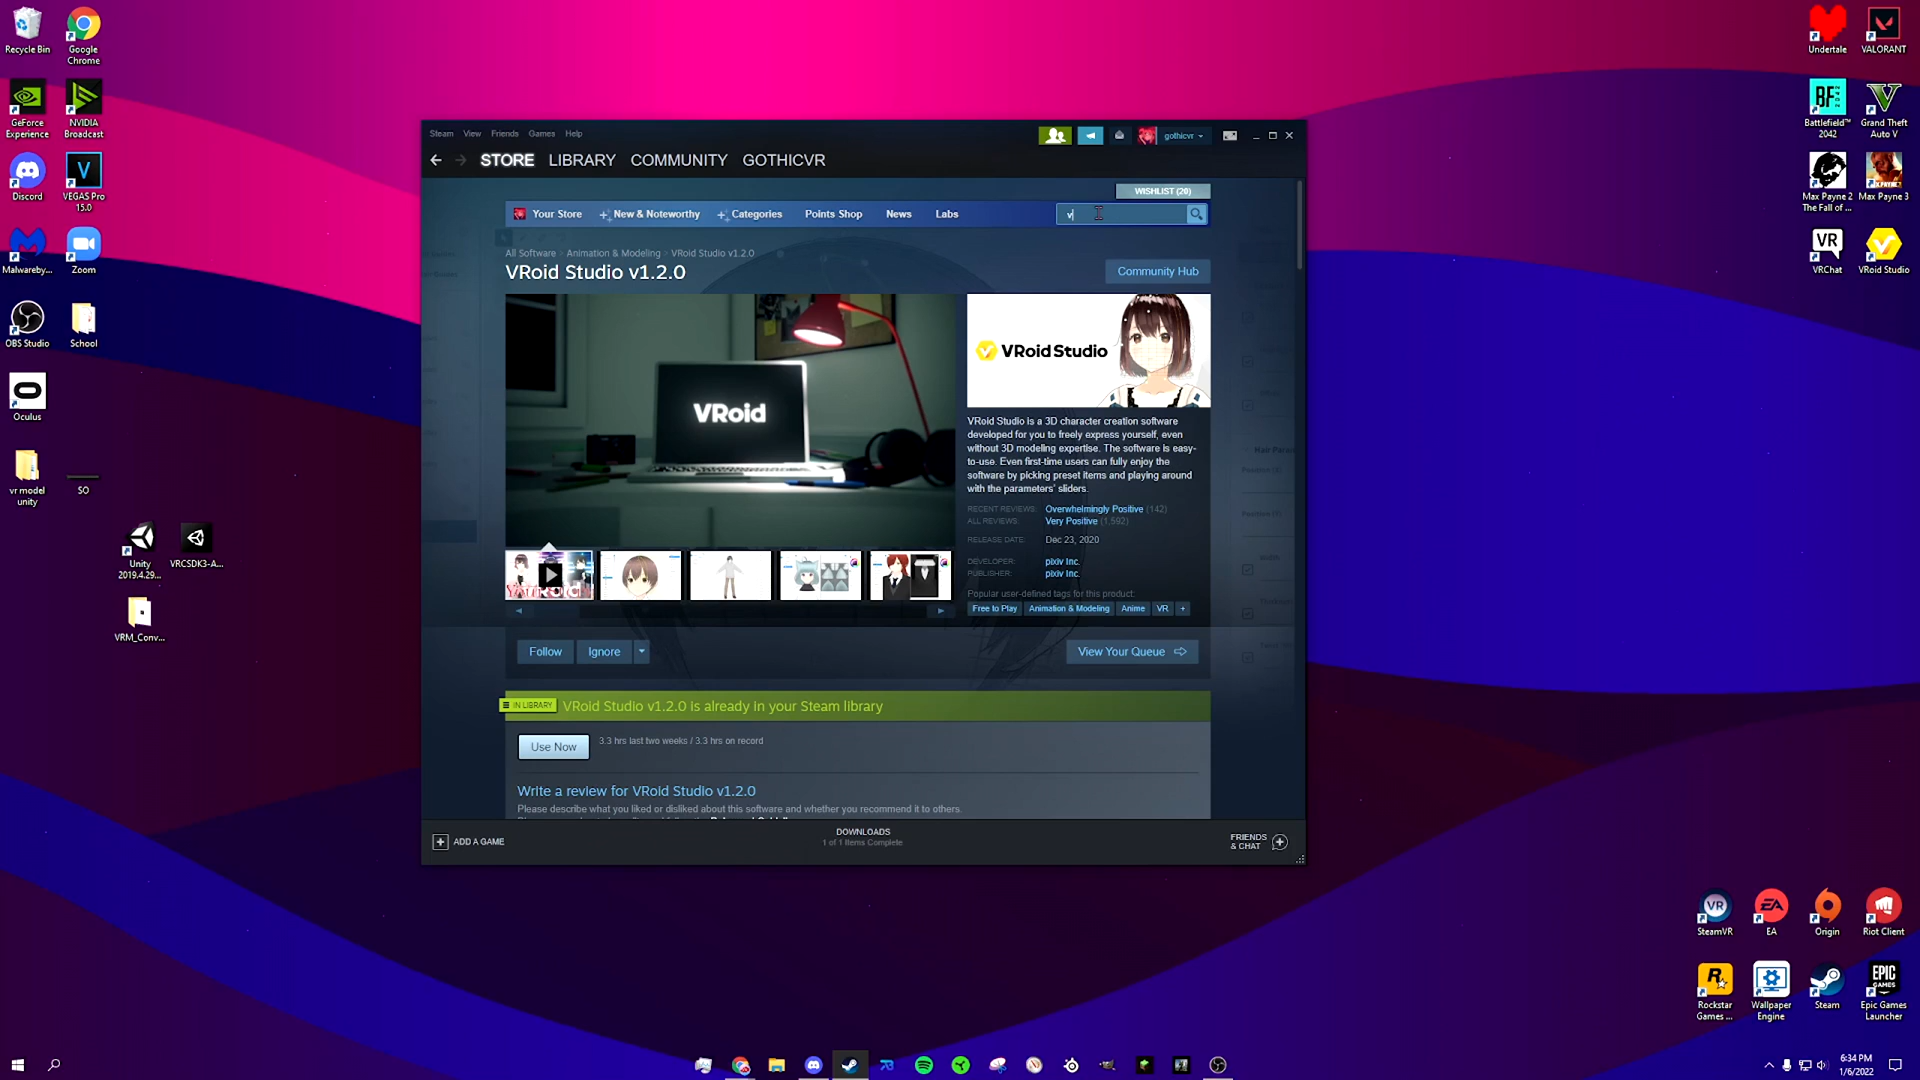 Recycle Bin
Google
Chrome
GeForce
Experience
NVIDIA
Broadcast
Discord
VEGAS Pro
15.0
Malwareby...
Zoom
OBS Studio
School
Oculus
vr model
unity
SO
Unity
2019.4.29...
VRCSDK3-A...
VRM_Conv...
Steam View Friends Games Help
gothicvr
STORE LIBRARY COMMUNITY GOTHICVR
WISHLIST (20)
Your Store New & Noteworthy Categories Points Shop News Labs
v
All Software > Animation & Modeling > VRoid Studio v1.2.0
VRoid Studio v1.2.0
Community Hub
VRoid
VRoid Studio
VRoid Studio is a 3D character creation software
developed for you to freely express yourself, even
without 3D modeling expertise. The software is easy-
to-use. Even first-time users can fully enjoy the
software by picking preset items and playing around
with the parameters' sliders.
RECENT REVIEWS: Overwhelmingly Positive (142)
ALL REVIEWS: Very Positive (1,592)
RELEASE DATE: Dec 23, 2020
DEVELOPER: pixiv Inc.
PUBLISHER: pixiv Inc.
Popular user-defined tags for this product:
Free to Play Animation & Modeling Anime VR +
Follow Ignore
View Your Queue
IN LIBRARY
VRoid Studio v1.2.0 is already in your Steam library
Use Now
3.3 hrs last two weeks / 3.3 hrs on record
Write a review for VRoid Studio v1.2.0
Please describe what you liked or disliked about this software and whether you recommend it to others.
ADD A GAME
DOWNLOADS
1 of 1 Items Complete
FRIENDS
& CHAT
Undertale
VALORANT
BF
2042
Battlefield™
2042
Grand Theft
Auto V
Max Payne 2
The Fall of ...
Max Payne 3
VR
VRChat
VRoid Studio
VR
SteamVR
EA
EA
Origin
Riot Client
R
Rockstar
Games ...
Wallpaper
Engine
Steam
EPIC
GAMES
Epic Games
Launcher
6:34 PM
1/6/2022